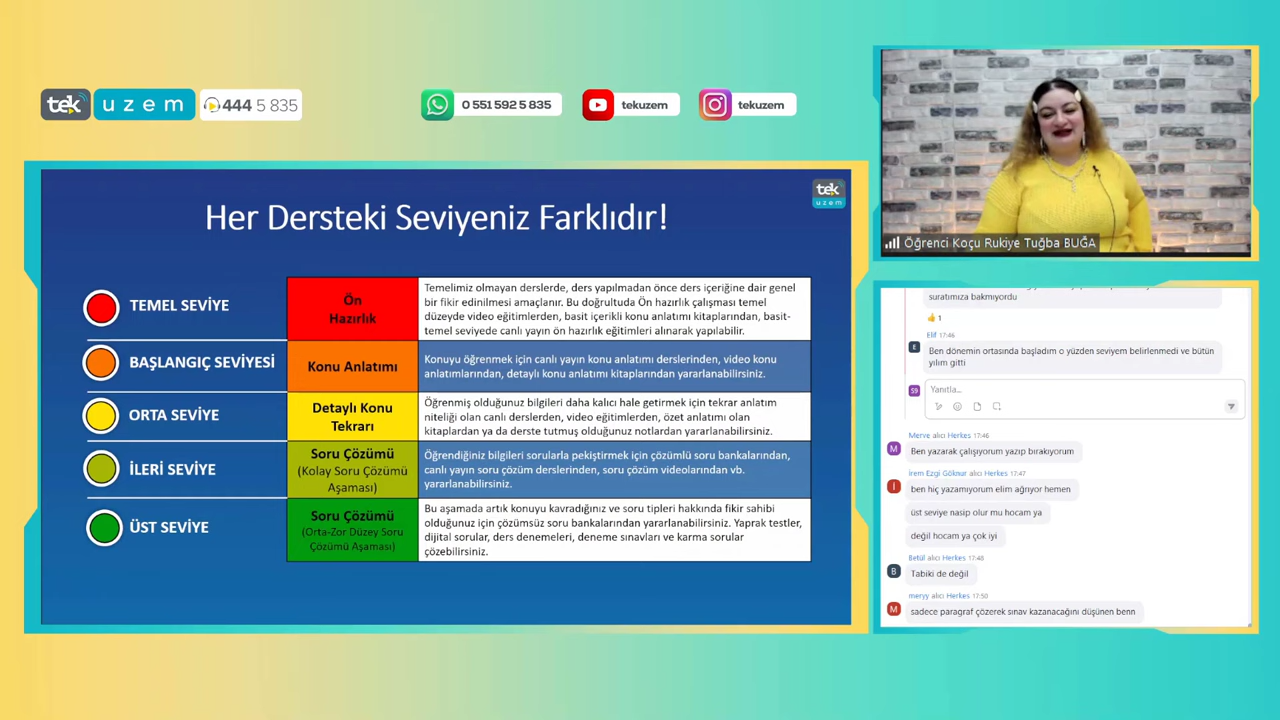 tek uzem 444 5 835
0 551 592 5 835
tekuzem
tekuzem
tek
uzem
Her Dersteki Seviyeniz Farklıdır!
TEMEL SEVİYE
Ön
Hazırlık
Temelimiz olmayan derslerde, ders yapılmadan önce ders içeriğine dair genel
bir fikir edinilmesi amaçlanır. Bu doğrultuda Ön hazırlık çalışması temel
düzeyde video eğitimlerden, basit içerikli konu anlatımı kitaplarından, basit-
temel seviyede canlı yayın ön hazırlık eğitimleri alınarak yapılabilir.
BAŞLANGIÇ SEVİYESİ
Konu Anlatımı
Konuyu öğrenmek için canlı yayın konu anlatımı derslerinden, video konu
anlatımlarından, detaylı konu anlatımı kitaplarından yararlanabilirsiniz.
ORTA SEVİYE
Detaylı Konu
Tekrarı
Öğrenmiş olduğunuz bilgileri daha kalıcı hale getirmek için tekrar anlatım
niteliği olan canlı derslerden, video eğitimlerden, özet anlatımı olan
kitaplardan ya da derste tutmuş olduğunuz notlardan yararlanabilirsiniz.
İLERİ SEVİYE
Soru Çözümü
(Kolay Soru Çözümü
Aşaması)
Öğrendiğiniz bilgileri sorularla pekiştirmek için çözümlü soru bankalarından,
canlı yayın soru çözüm derslerinden, soru çözüm videolarından vb.
yararlanabilirsiniz.
ÜST SEVİYE
Soru Çözümü
(Orta-Zor Düzey Soru
Çözümü Aşaması)
Bu aşamada artık konuyu kavradığınız ve soru tipleri hakkında fikir sahibi
olduğunuz için çözümsüz soru bankalarından yararlanabilirsiniz. Yaprak testler,
dijital sorular, ders denemeleri, deneme sınavları ve karma sorular
çözebilirsiniz.
Öğrenci Koçu Rukiye Tuğba BUĞA
suratımıza bakmıyordu
1
Elif 17:46
E
Ben dönemin ortasında başladım o yüzden seviyem belirlenmedi ve bütün
yılım gitti
S9
Yanıtla...
Merve alıcı Herkes 17:46
M
Ben yazarak çalışıyorum yazıp bırakıyorum
İrem Ezgi Göknur alıcı Herkes 17:47
I
ben hiç yazamıyorum elim ağrıyor hemen
üst seviye nasip olur mu hocam ya
değil hocam ya çok iyi
Betül alıcı Herkes 17:48
B
Tabiki de değil
meryy alıcı Herkes 17:50
M
sadece paragraf çözerek sınav kazanacağını düşünen benn